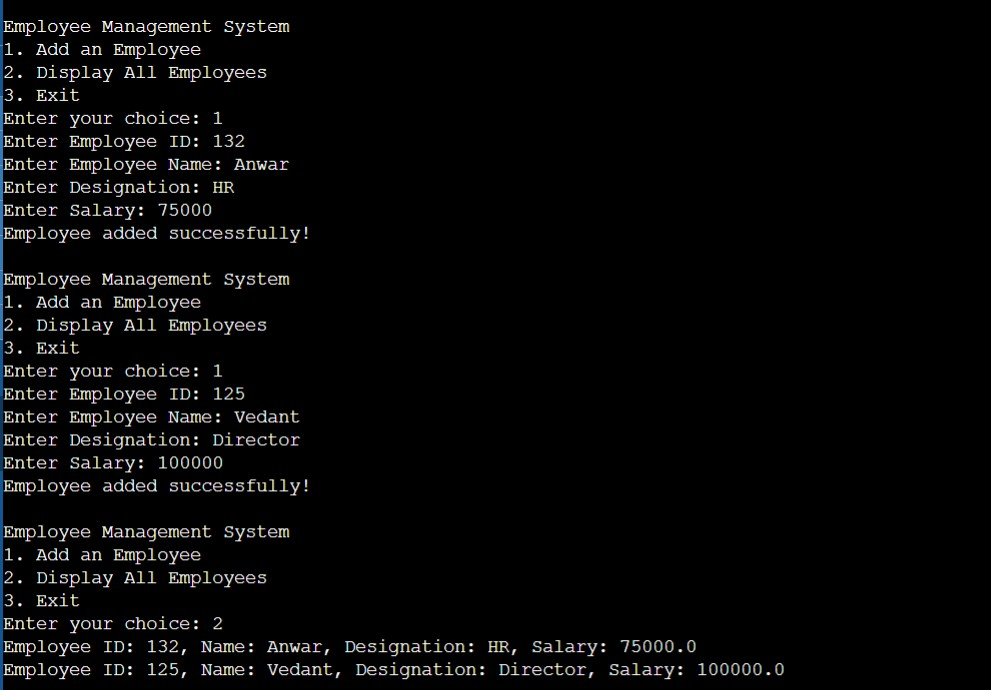 Employee Management System
1. Add an Employee
2. Display All Employees
3. Exit
Enter your choice: 1
Enter Employee ID: 132
Enter Employee Name: Anwar
Enter Designation: HR
Enter Salary: 75000
Employee added successfully!
Employee Management System
1. Add an Employee
2. Display All Employees
3. Exit
Enter your choice: 1
Enter Employee ID: 125
Enter Employee Name: Vedant
Enter Designation: Director
Enter Salary: 100000
Employee added successfully!
Employee Management System
1. Add an Employee
2. Display All Employees
3. Exit
Enter your choice: 2
Employee ID: 132, Name: Anwar, Designation: HR, Salary: 75000.0
Employee ID: 125, Name: Vedant, Designation: Director, Salary: 100000.0